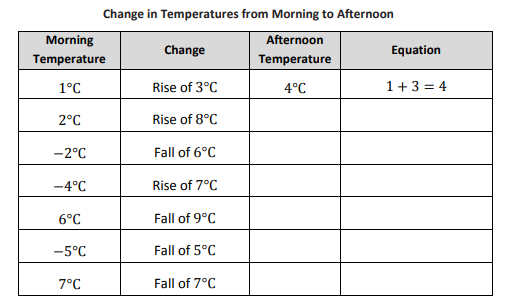 Change in Temperatures from Morning to Afternoon
Morning Temperature Change Afternoon Temperature Equation
1°C Rise of 3°C 4°C 1 + 3 = 4
2°C Rise of 8°C
−2°C Fall of 6°C
−4°C Rise of 7°C
6°C Fall of 9°C
−5°C Fall of 5°C
7°C Fall of 7°C